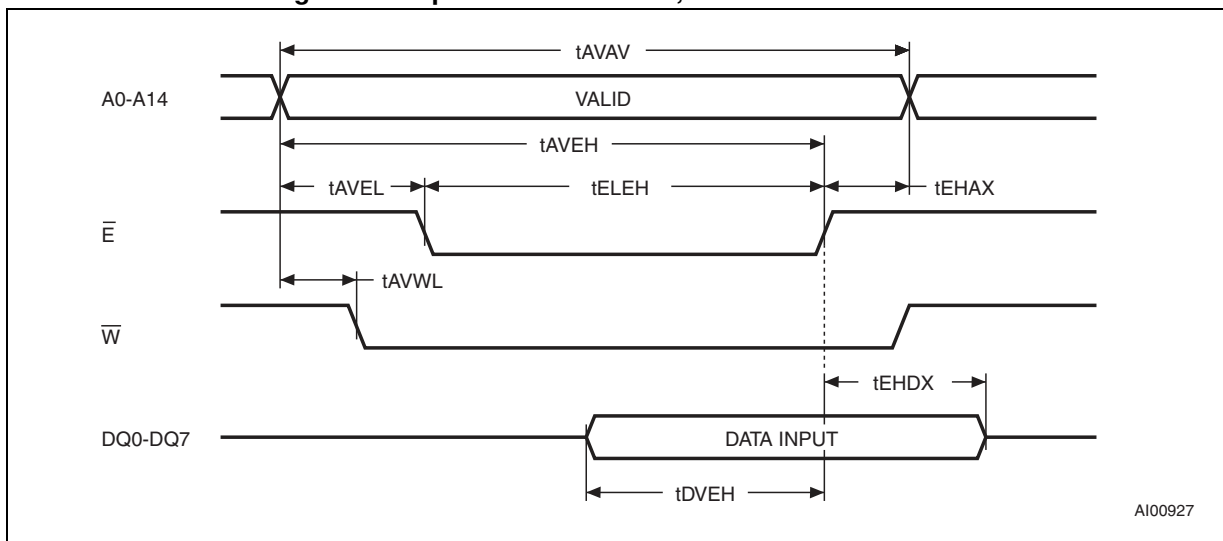 tAVAV
A0-A14
VALID
tAVEH
tAVEL
tELEH
tEHAX
E
tAVWL
W
tEHDX
DQ0-DQ7
DATA INPUT
tDVEH
AI00927